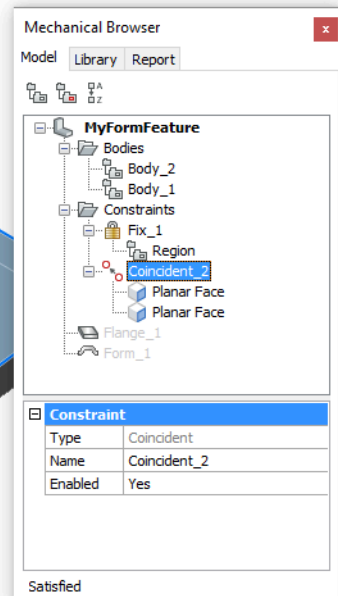 Mechanical Browser
x
Model Library Report
A
Z
MyFormFeature
Bodies
Body_2
Body_1
Constraints
Fix_1
Region
Coincident_2
Planar Face
Planar Face
Flange_1
Form_1
Constraint
Type Coincident
Name Coincident_2
Enabled Yes
Satisfied